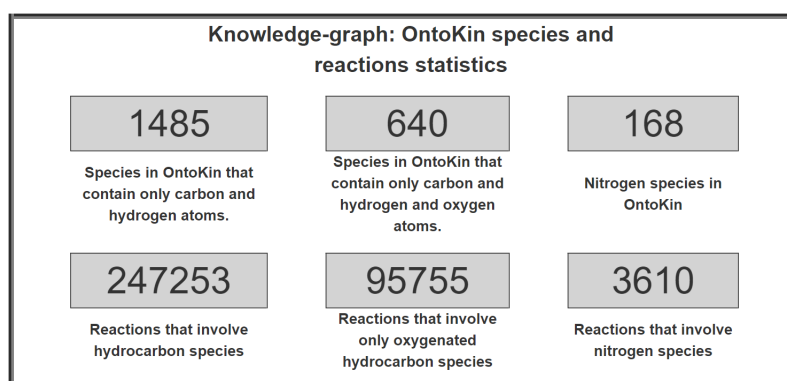 Knowledge-graph: OntoKin species and
reactions statistics
1485
640
168
Species in OntoKin that
contain only carbon and
hydrogen atoms.
Species in OntoKin that
contain only carbon and
hydrogen and oxygen
atoms.
Nitrogen species in
OntoKin
247253
95755
3610
Reactions that involve
hydrocarbon species
Reactions that involve
only oxygenated
hydrocarbon species
Reactions that involve
nitrogen species